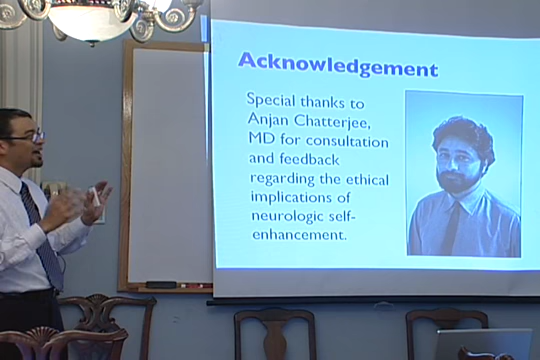 Acknowledgement
Special thanks to
Anjan Chatterjee,
MD for consultation
and feedback
regarding the ethical
implications of
neurologic self-
enhancement.